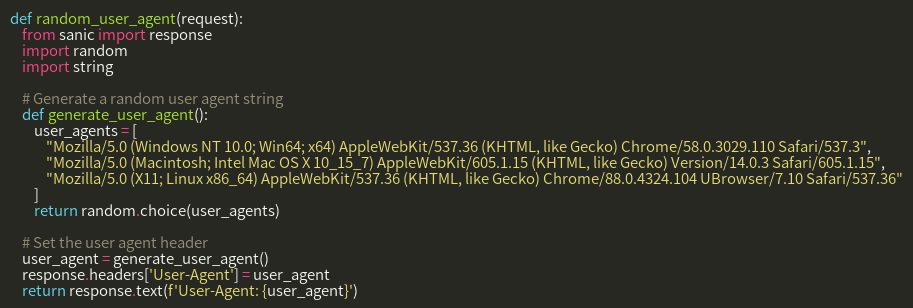 def random_user_agent(request):
from sanic import response
import random
import string
# Generate a random user agent string
def generate_user_agent():
user_agents = [
"Mozilla/5.0 (Windows NT 10.0; Win64; x64) AppleWebKit/537.36 (KHTML, like Gecko) Chrome/58.0.3029.110 Safari/537.3",
"Mozilla/5.0 (Macintosh; Intel Mac OS X 10_15_7) AppleWebKit/605.1.15 (KHTML, like Gecko) Version/14.0.3 Safari/605.1.15",
"Mozilla/5.0 (X11; Linux x86_64) AppleWebKit/537.36 (KHTML, like Gecko) Chrome/88.0.4324.104 UBrowser/7.10 Safari/537.36"
]
return random.choice(user_agents)
# Set the user agent header
user_agent = generate_user_agent()
response.headers['User-Agent'] = user_agent
return response.text(f'User-Agent: {user_agent}')